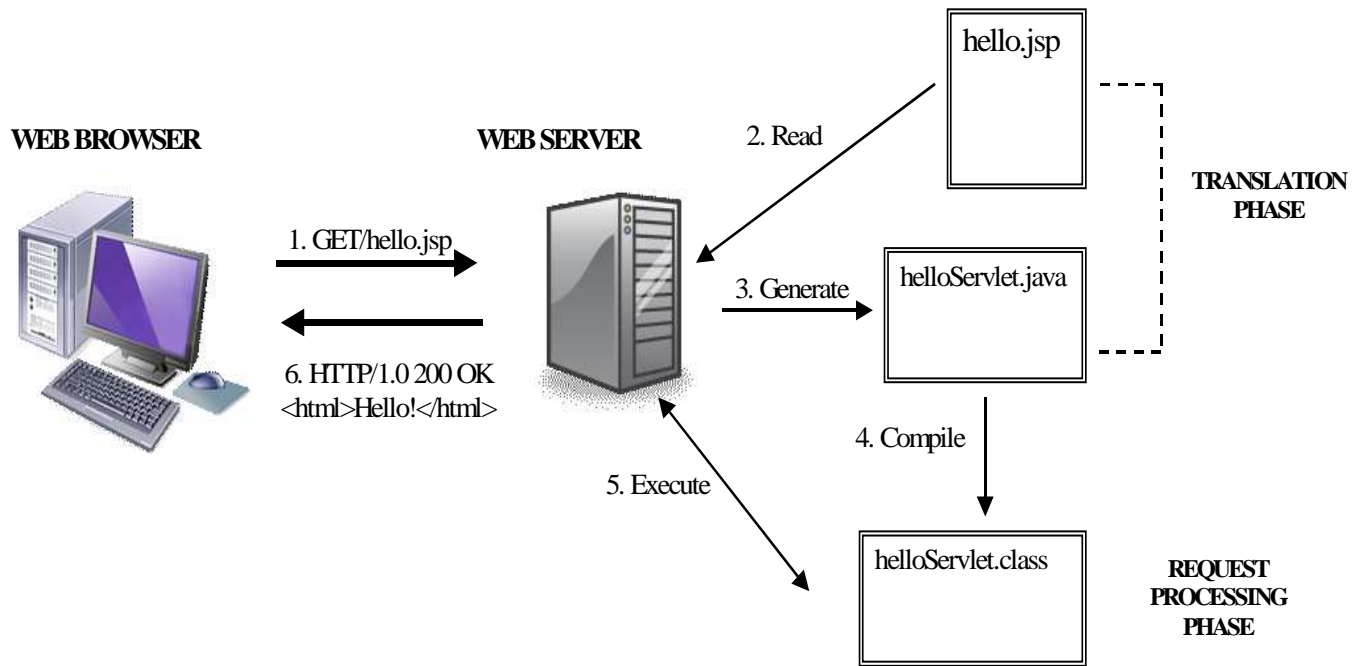 hello.jsp
WEB BROWSER
WEB SERVER
2. Read
TRANSLATION
PHASE
1. GET/hello.jsp
3. Generate
helloServlet.java
6. HTTP/1.0 200 OK
<html>Hello!</html>
4. Compile
5. Execute
helloServlet.class
REQUEST
PROCESSING
PHASE